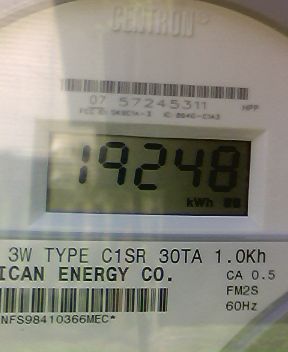 CENTRON®
07 57245311 HPP
19248
kWh
3W TYPE C1SR 30TA 1.0Kh
ICAN ENERGY CO. CA 0.5
FM2S
60Hz
NFS98410366MEC*